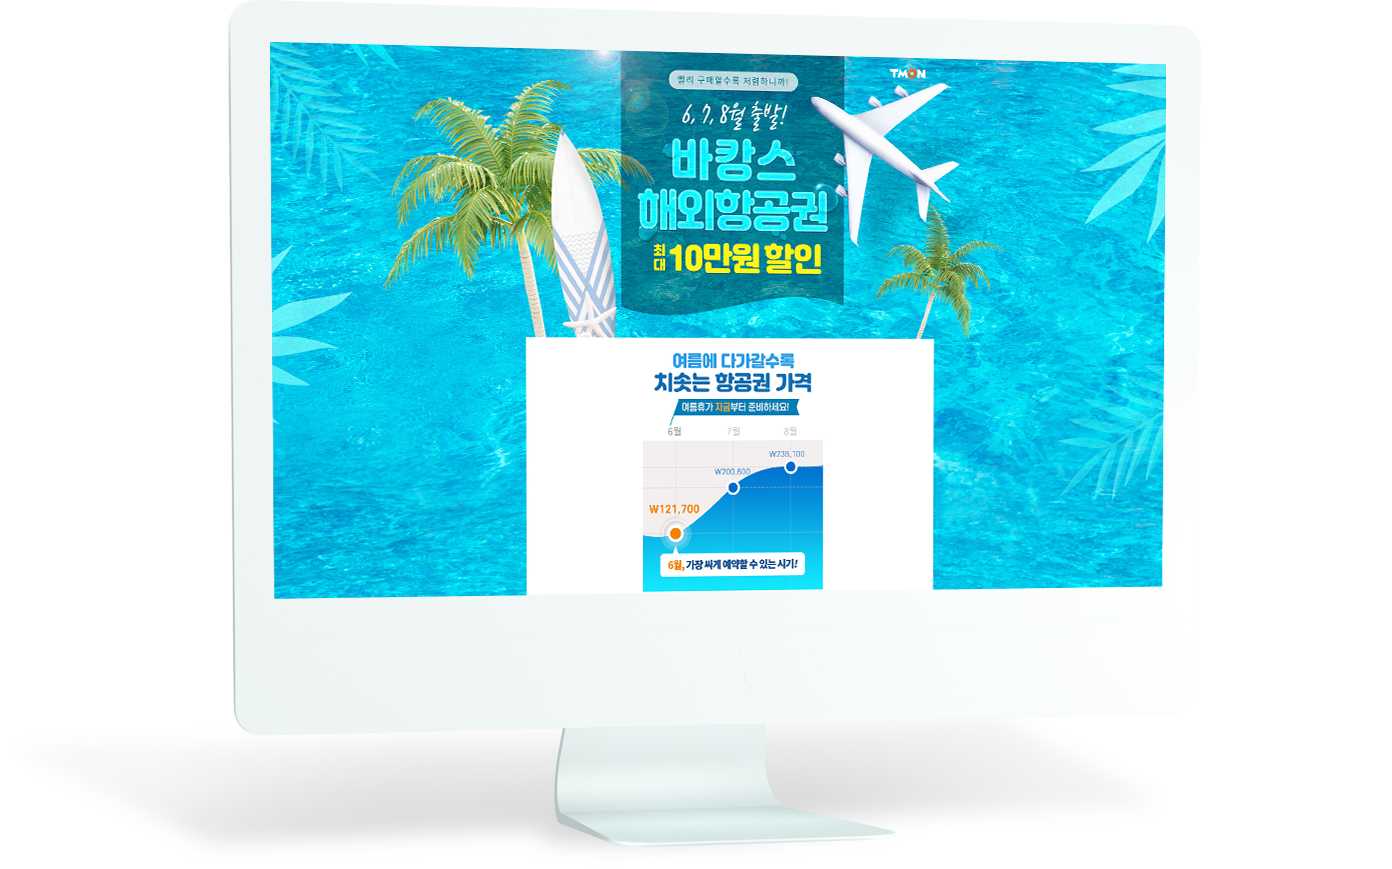 빨리 구매할수록 저렴하니까!
TMON
6, 7, 8월 출발!
바캉스
해외항공권
최대 10만원 할인
여름에 다가갈수록
치솟는 항공권 가격
여름휴가 지금부터 준비하세요!
6월 7월 8월
₩238,100
₩200,600
₩121,700
6월, 가장 싸게 예약할 수 있는 시기!